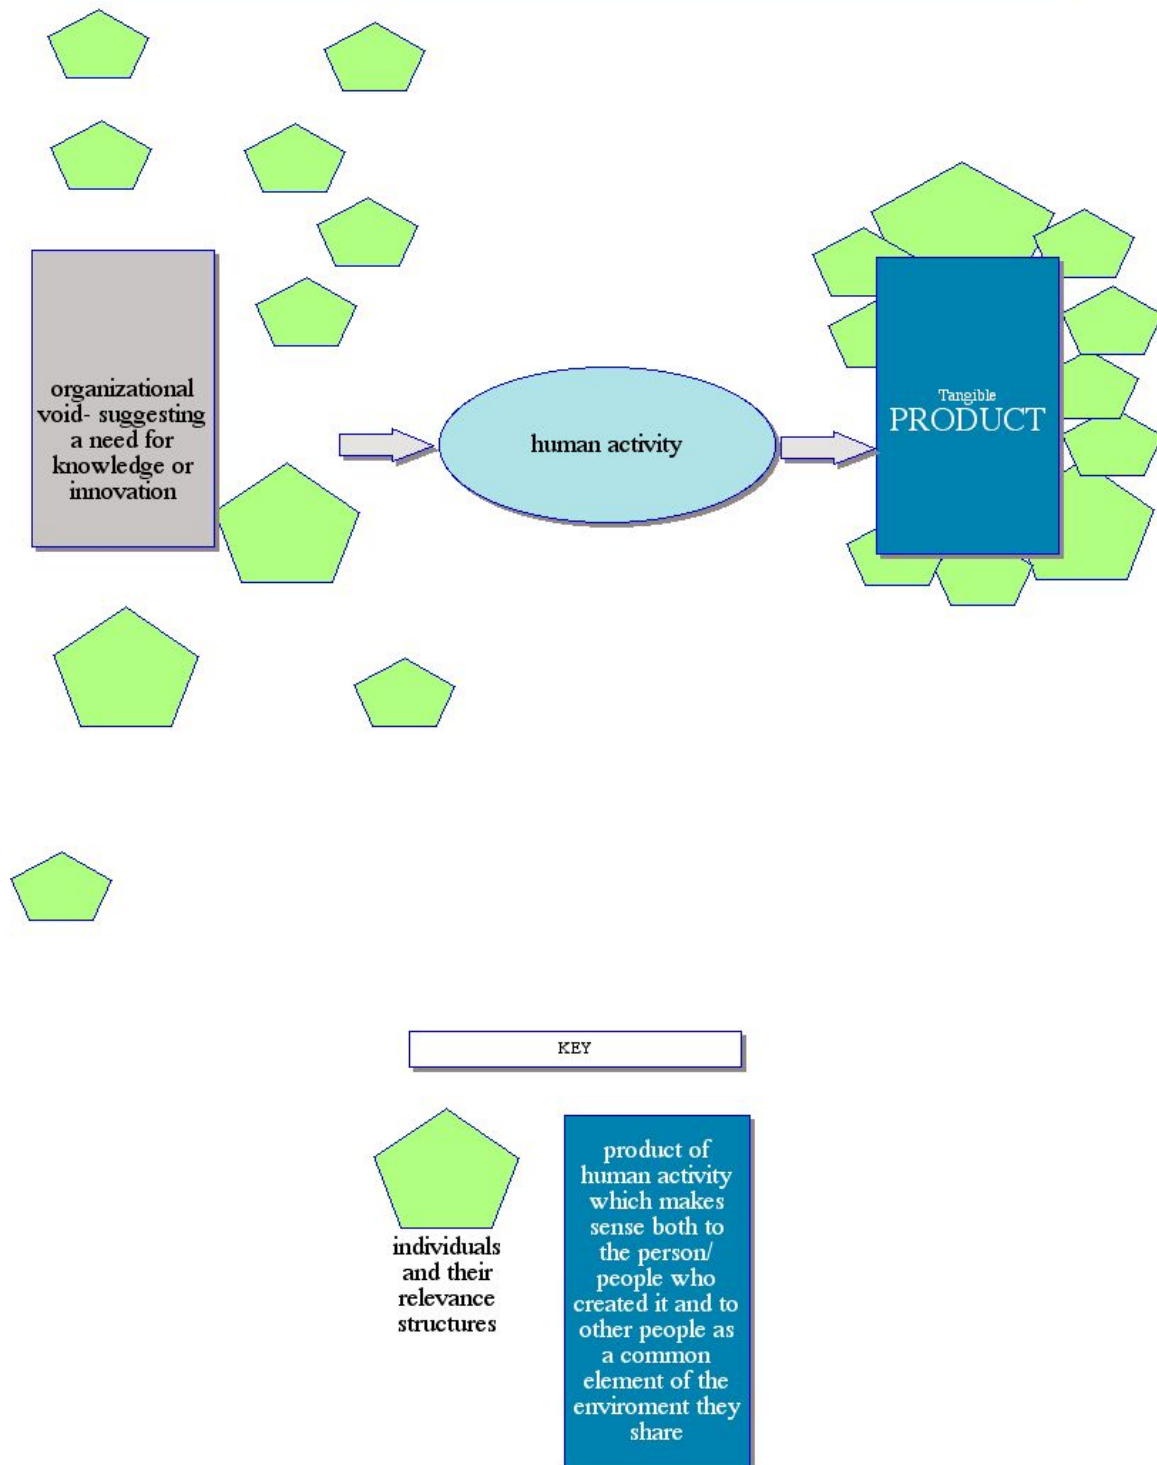 organizational
void- suggesting
a need for
knowledge or
innovation
human activity
Tangible
PRODUCT
KEY
individuals
and their
relevance
structures
product of
human activity
which makes
sense both to
the person/
people who
created it and to
other people as
a common
element of the
enviroment they
share